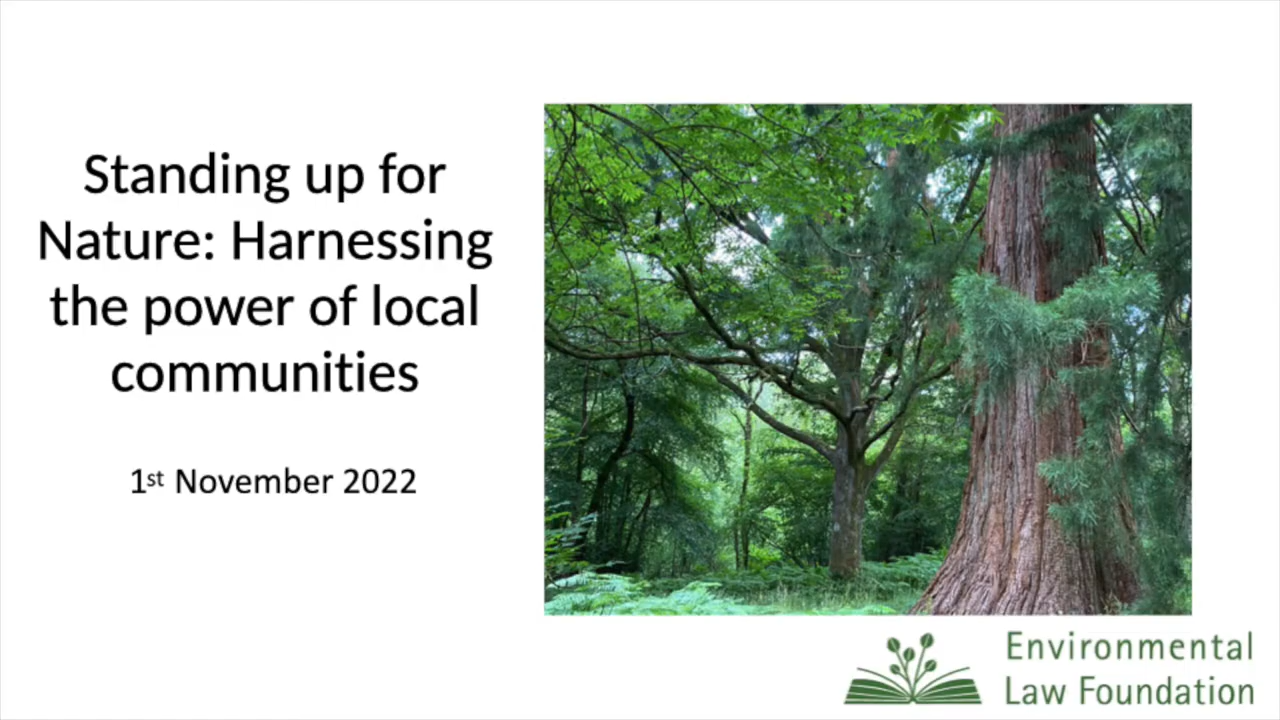 Standing up for
Nature: Harnessing
the power of local
communities
1st November 2022
Environmental
Law Foundation